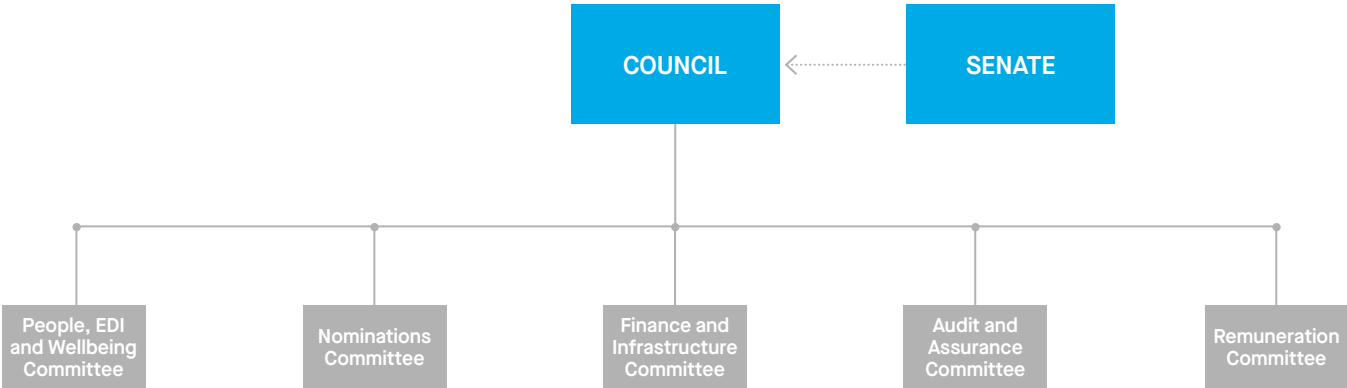 COUNCIL
SENATE
People, EDI
and Wellbeing
Committee
Nominations
Committee
Finance and
Infrastructure
Committee
Audit and
Assurance
Committee
Remuneration
Committee